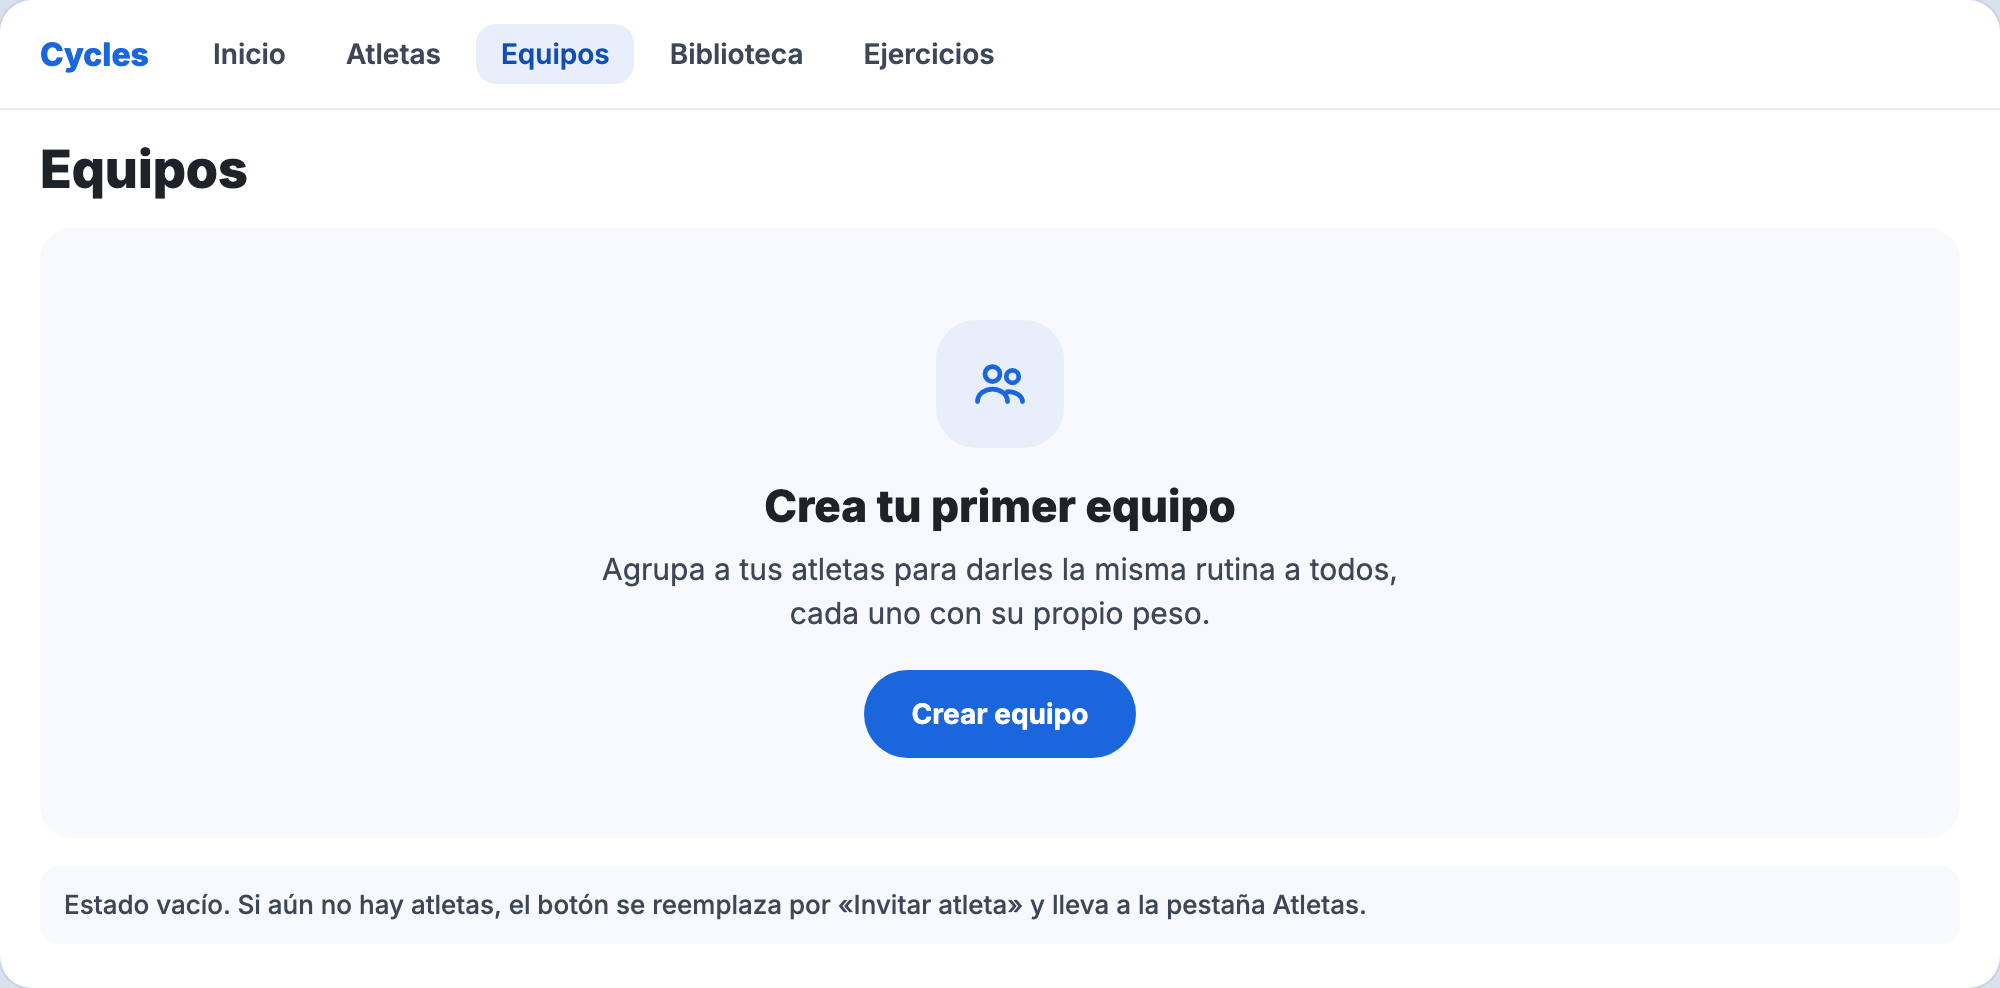 Cycles Inicio Atletas Equipos Biblioteca Ejercicios
Equipos
Crea tu primer equipo
Agrupa a tus atletas para darles la misma rutina a todos,
cada uno con su propio peso.
Crear equipo
Estado vacío. Si aún no hay atletas, el botón se reemplaza por «Invitar atleta» y lleva a la pestaña Atletas.